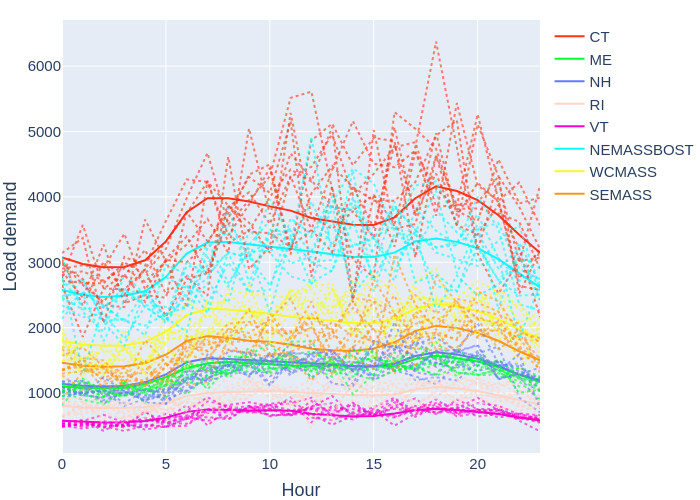 Load demand
6000
5000
4000
3000
2000
1000
0
5
10
15
20
Hour
CT
ME
NH
RI
VT
NEMASSBOST
WCMASS
SEMASS